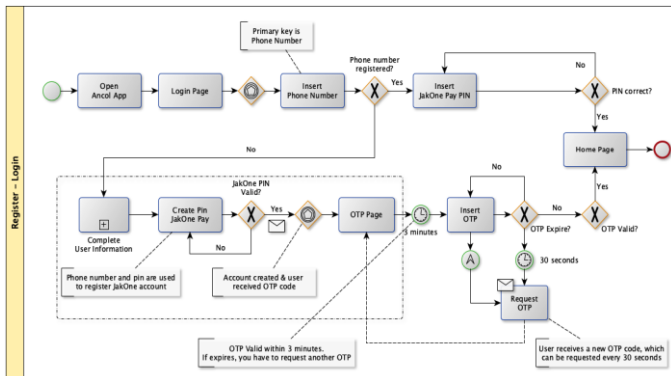 Register – Login
Primary key is
Phone Number
Open
Ancol App
Login Page
Insert
Phone Number
Phone number
registered?
Yes
No
Insert
JakOne Pay PIN
No
PIN correct?
Yes
Home Page
Complete
User Information
Create Pin
JakOne Pay
JakOne PIN
Valid?
Yes
No
OTP Page
3 minutes
Insert
OTP
No
OTP Expire?
No
OTP Valid?
Yes
A
30 seconds
Request
OTP
Phone number and pin are used
to register JakOne account
Account created & user
received OTP code
OTP Valid within 3 minutes.
If expires, you have to request another OTP
User receives a new OTP code, which
can be requested every 30 seconds